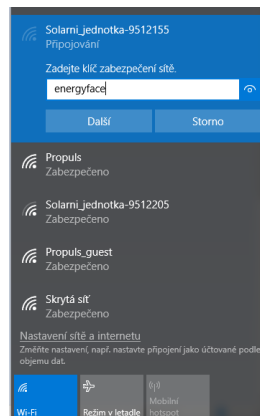 Solarni_jednotka-9512155
Připojování
Zadejte klíč zabezpečení sítě.
energyface
Další Storno
Propuls
Zabezpečeno
Solarni_jednotka-9512205
Zabezpečeno
Propuls_guest
Zabezpečeno
Skrytá síť
Zabezpečeno
Nastavení sítě a internetu
Změňte nastavení, např. nastavte připojení jako účtované podle
objemu dat.
Mobilní
Wi-Fi Režim v letadle hotspot